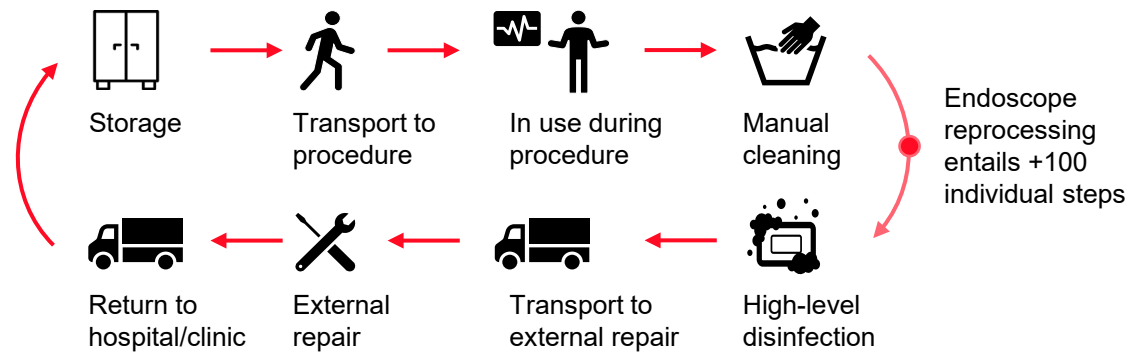 Storage
Transport to
procedure
In use during
procedure
Manual
cleaning
Endoscope
reprocessing
entails +100
individual steps
Return to
hospital/clinic
External
repair
Transport to
external repair
High-level
disinfection